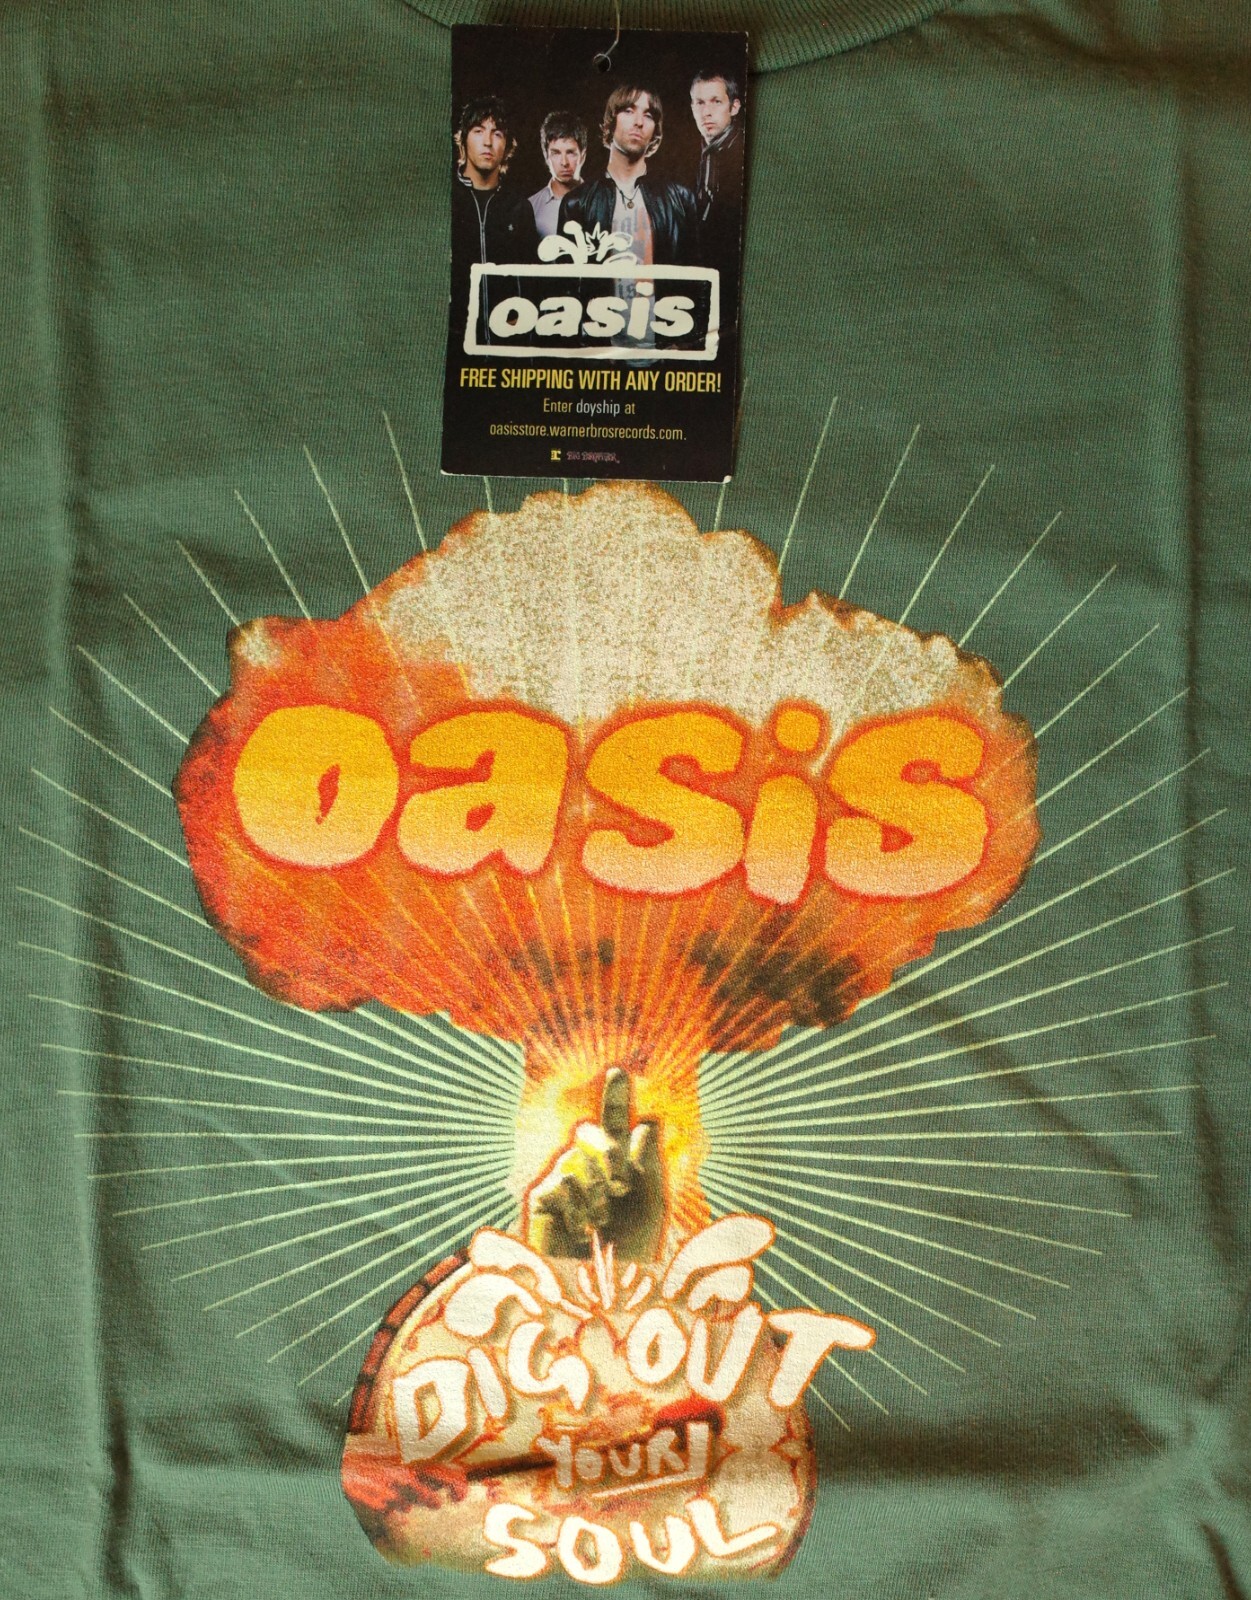 oasis
FREE SHIPPING WITH ANY ORDER!
Enter doyship at
oasisstore.warnerbrosrecords.com.
oasis
DIG OUT
YOUR
SOUL